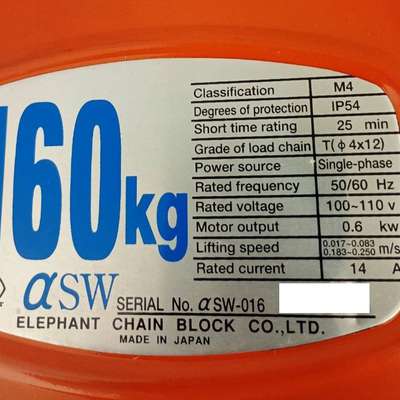 160kg
Classification M4
Degrees of protection IP54
Short time rating 25 min
Grade of load chain T(φ4x12)
Power source Single-phase
Rated frequency 50/60 Hz
Rated voltage 100~110 v
Motor output 0.6 kw
Lifting speed 0.017~0.083 0.183~0.250 m/s
Rated current 14 A
αSW SERIAL No. αSW-016
ELEPHANT CHAIN BLOCK CO.,LTD.
MADE IN JAPAN